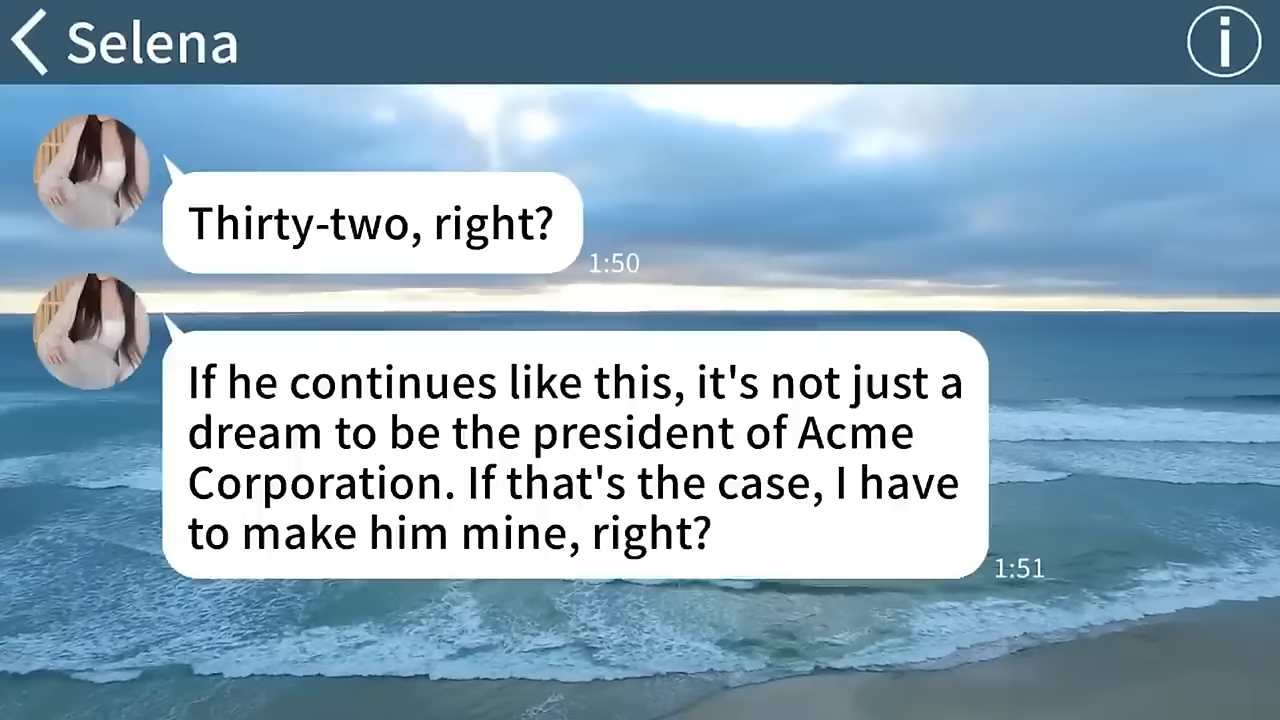 Selena
Thirty-two, right?
1:50
If he continues like this, it's not just a
dream to be the president of Acme
Corporation. If that's the case, I have
to make him mine, right?
1:51